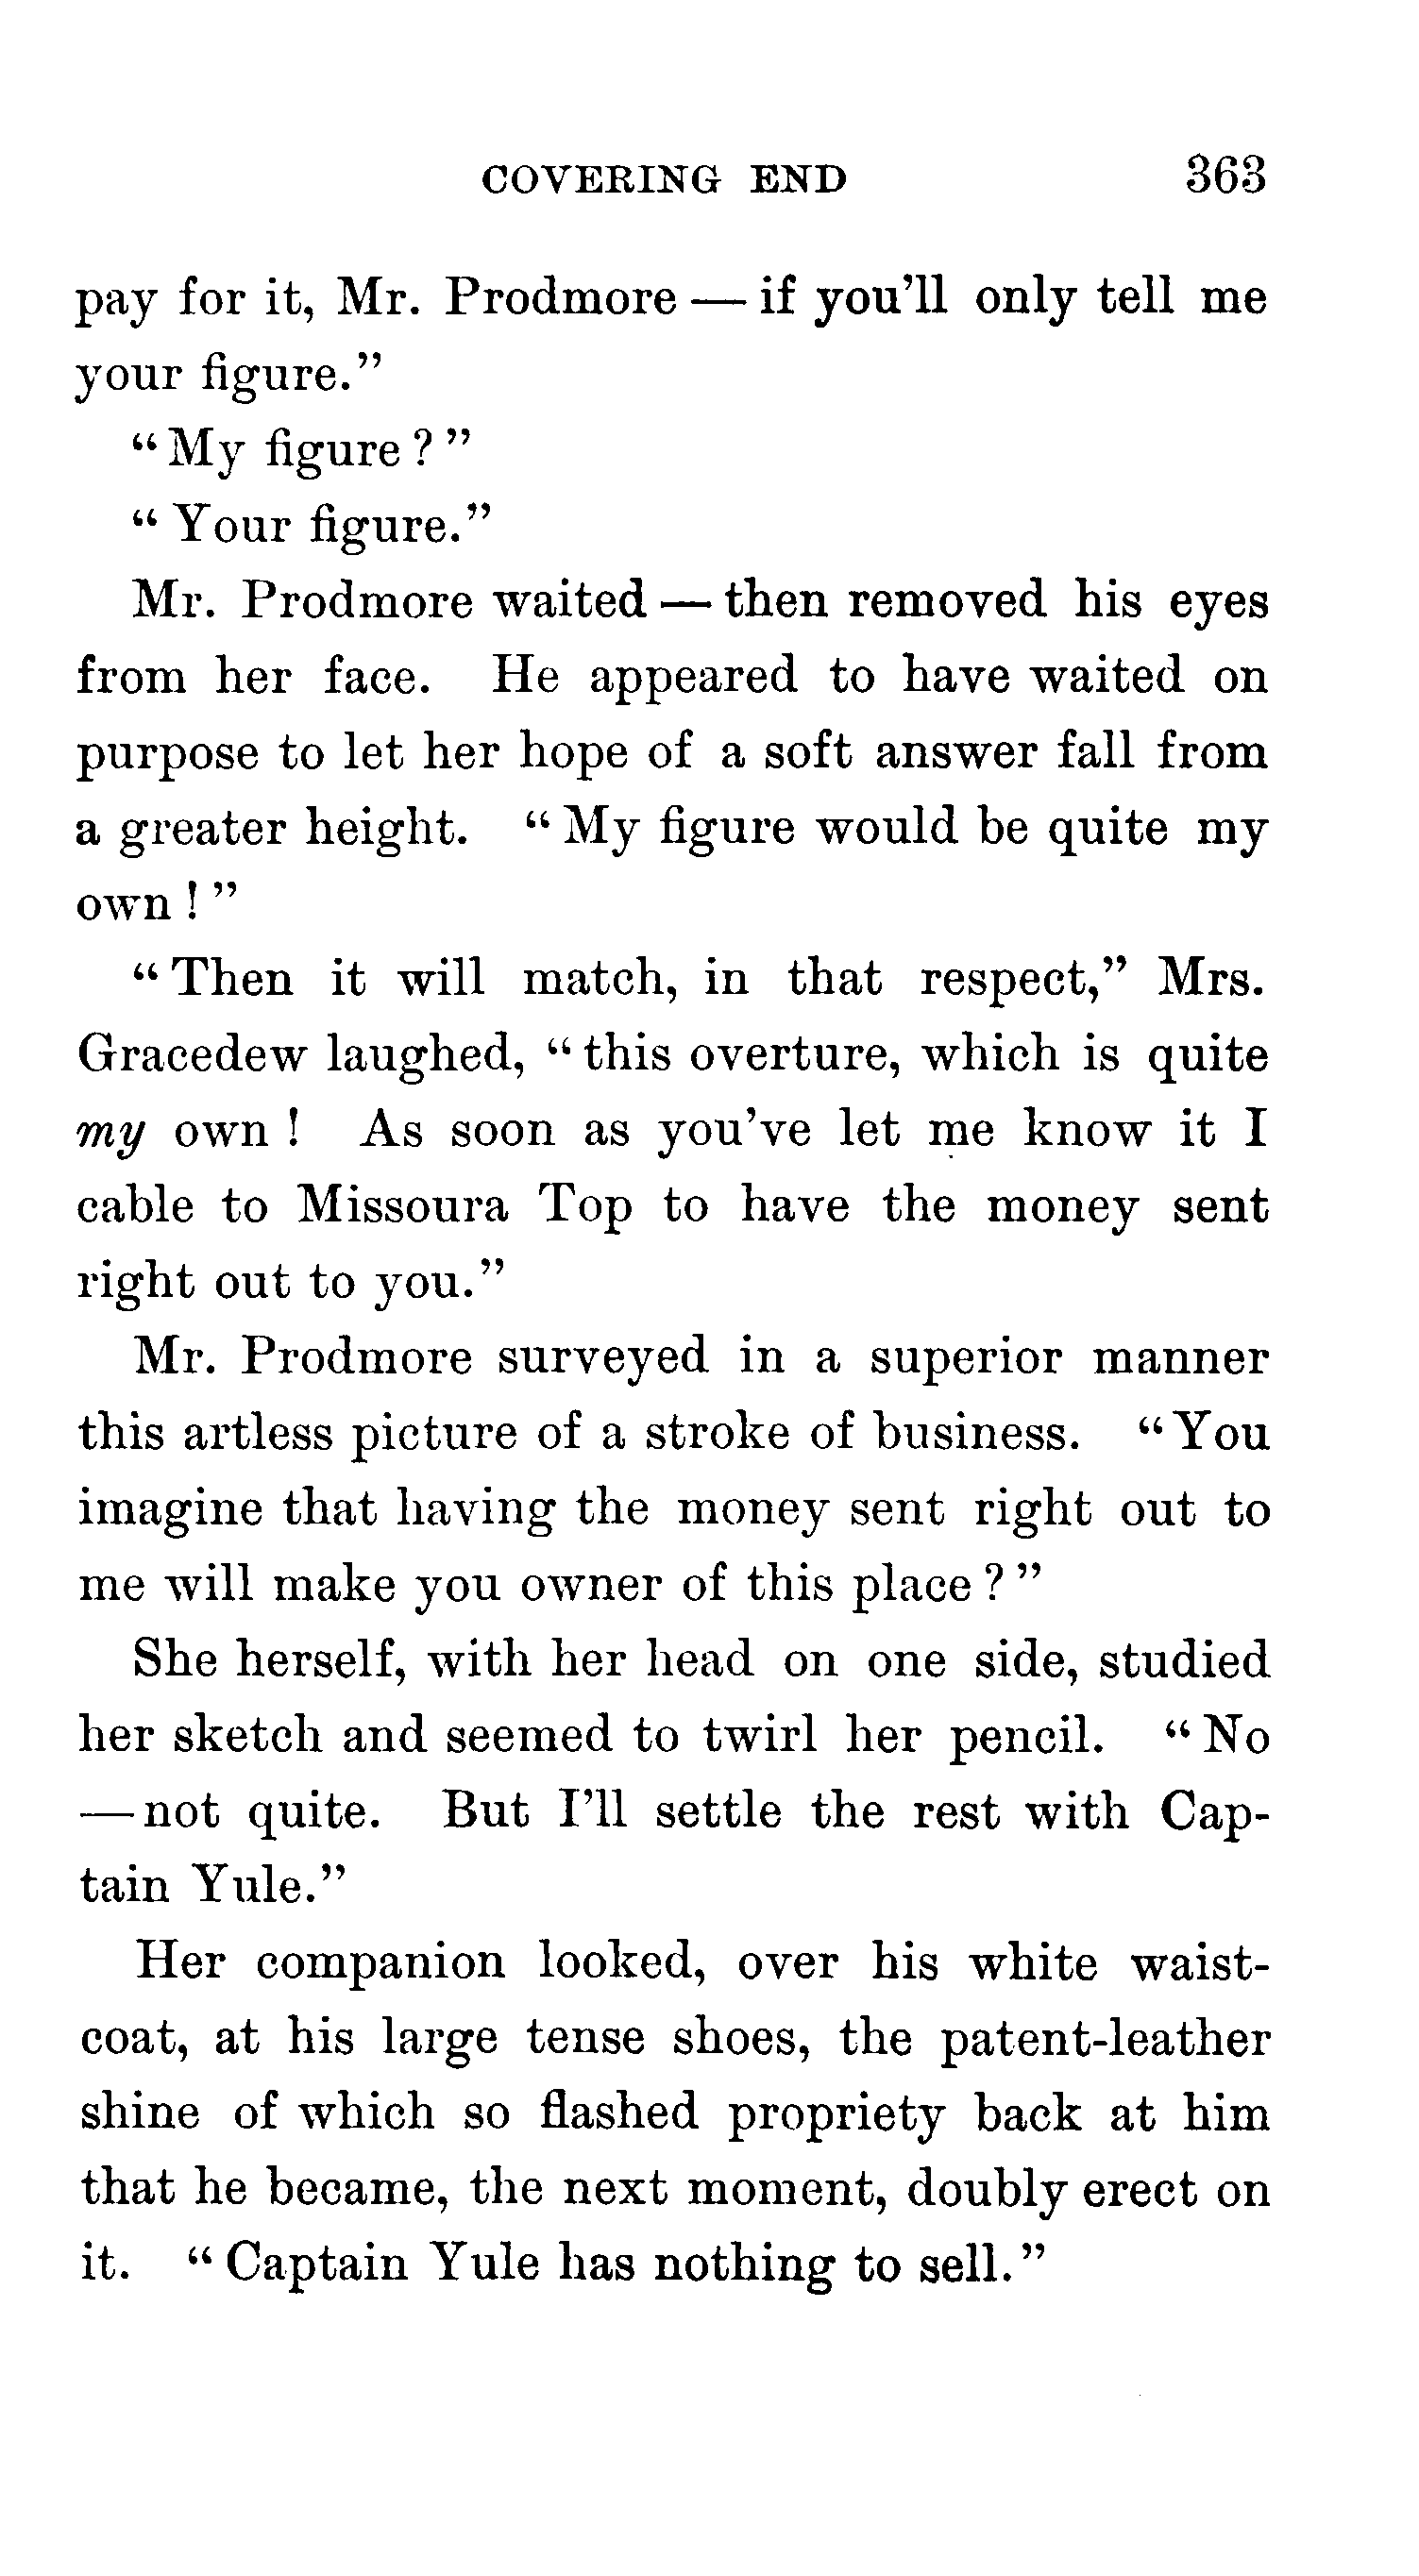 COVERING END 363
pay for it, Mr. Prodmore — if you'll only tell me
your figure."
"My figure?"
"Your figure."
Mr. Prodmore waited — then removed his eyes
from her face. He appeared to have waited on
purpose to let her hope of a soft answer fall from
a greater height. "My figure would be quite my
own!"
"Then it will match, in that respect," Mrs.
Gracedew laughed, "this overture, which is quite
my own! As soon as you've let me know it I
cable to Missoura Top to have the money sent
right out to you."
Mr. Prodmore surveyed in a superior manner
this artless picture of a stroke of business. "You
imagine that having the money sent right out to
me will make you owner of this place?"
She herself, with her head on one side, studied
her sketch and seemed to twirl her pencil. "No
— not quite. But I'll settle the rest with Cap-
tain Yule."
Her companion looked, over his white waist-
coat, at his large tense shoes, the patent-leather
shine of which so flashed propriety back at him
that he became, the next moment, doubly erect on
it. "Captain Yule has nothing to sell."